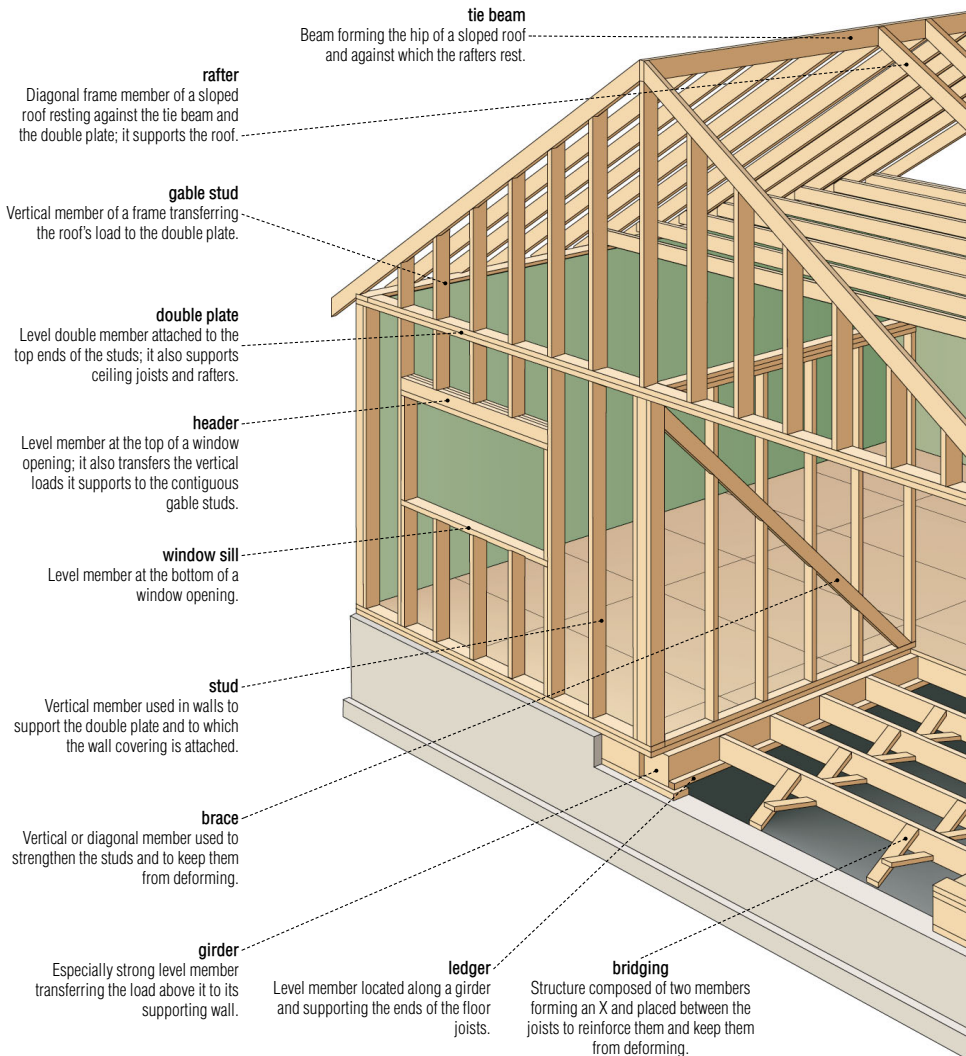 tie beam
Beam forming the hip of a sloped roof
and against which the rafters rest.
rafter
Diagonal frame member of a sloped
roof resting against the tie beam and
the double plate; it supports the roof.
gable stud
Vertical member of a frame transferring
the roof's load to the double plate.
double plate
Level double member attached to the
top ends of the studs; it also supports
ceiling joists and rafters.
header
Level member at the top of a window
opening; it also transfers the vertical
loads it supports to the contiguous
gable studs.
window sill
Level member at the bottom of a
window opening.
stud
Vertical member used in walls to
support the double plate and to which
the wall covering is attached.
brace
Vertical or diagonal member used to
strengthen the studs and to keep them
from deforming.
girder
Especially strong level member
transferring the load above it to its
supporting wall.
ledger
Level member located along a girder
and supporting the ends of the floor
joists.
bridging
Structure composed of two members
forming an X and placed between the
joists to reinforce them and keep them
from deforming.